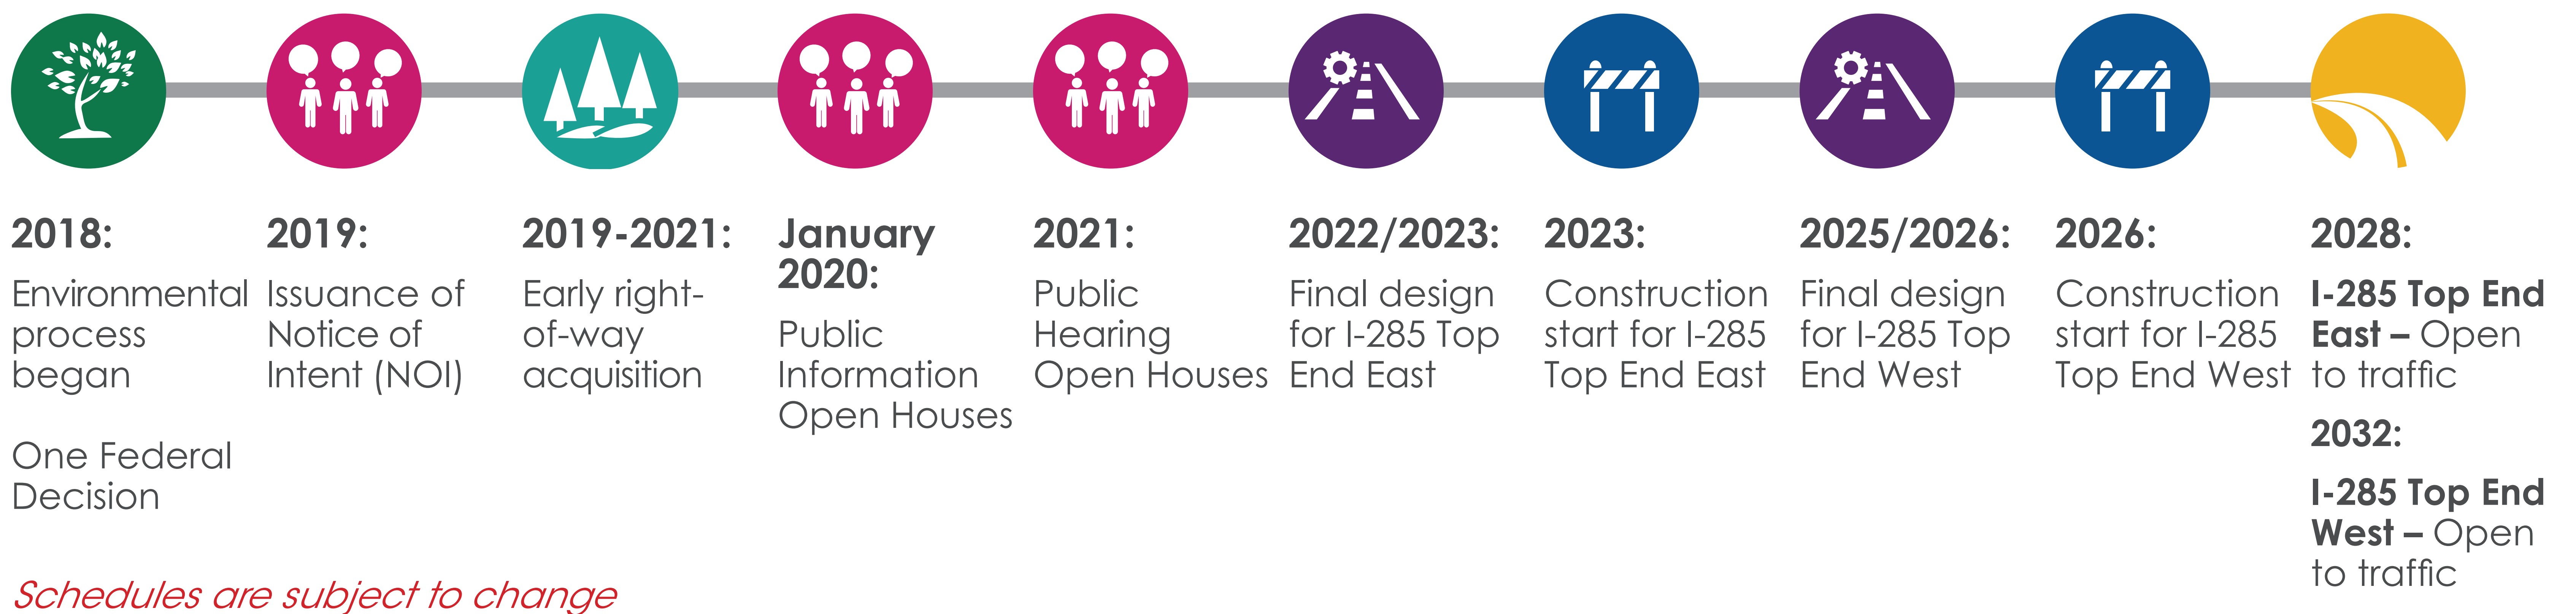 2018:
Environmental
process
began
One Federal
Decision
2019:
Issuance of
Notice of
Intent (NOI)
2019-2021:
Early right-
of-way
acquisition
January
2020:
Public
Information
Open Houses
2021:
Public
Hearing
Open Houses
2022/2023:
Final design
for I-285 Top
End East
2023:
Construction
start for I-285
Top End East
2025/2026:
Final design
for I-285 Top
End West
2026:
Construction
start for I-285
Top End West
2028:
I-285 Top End
East – Open
to traffic
2032:
I-285 Top End
West – Open
to traffic
Schedules are subject to change